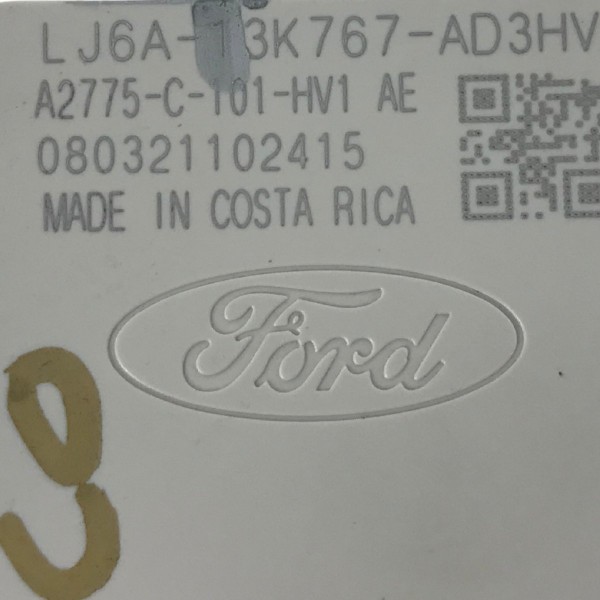 LJ6A-13K767-AD3HV
A2775-C-101-HV1 AE
080321102415
MADE IN COSTA RICA
Ford